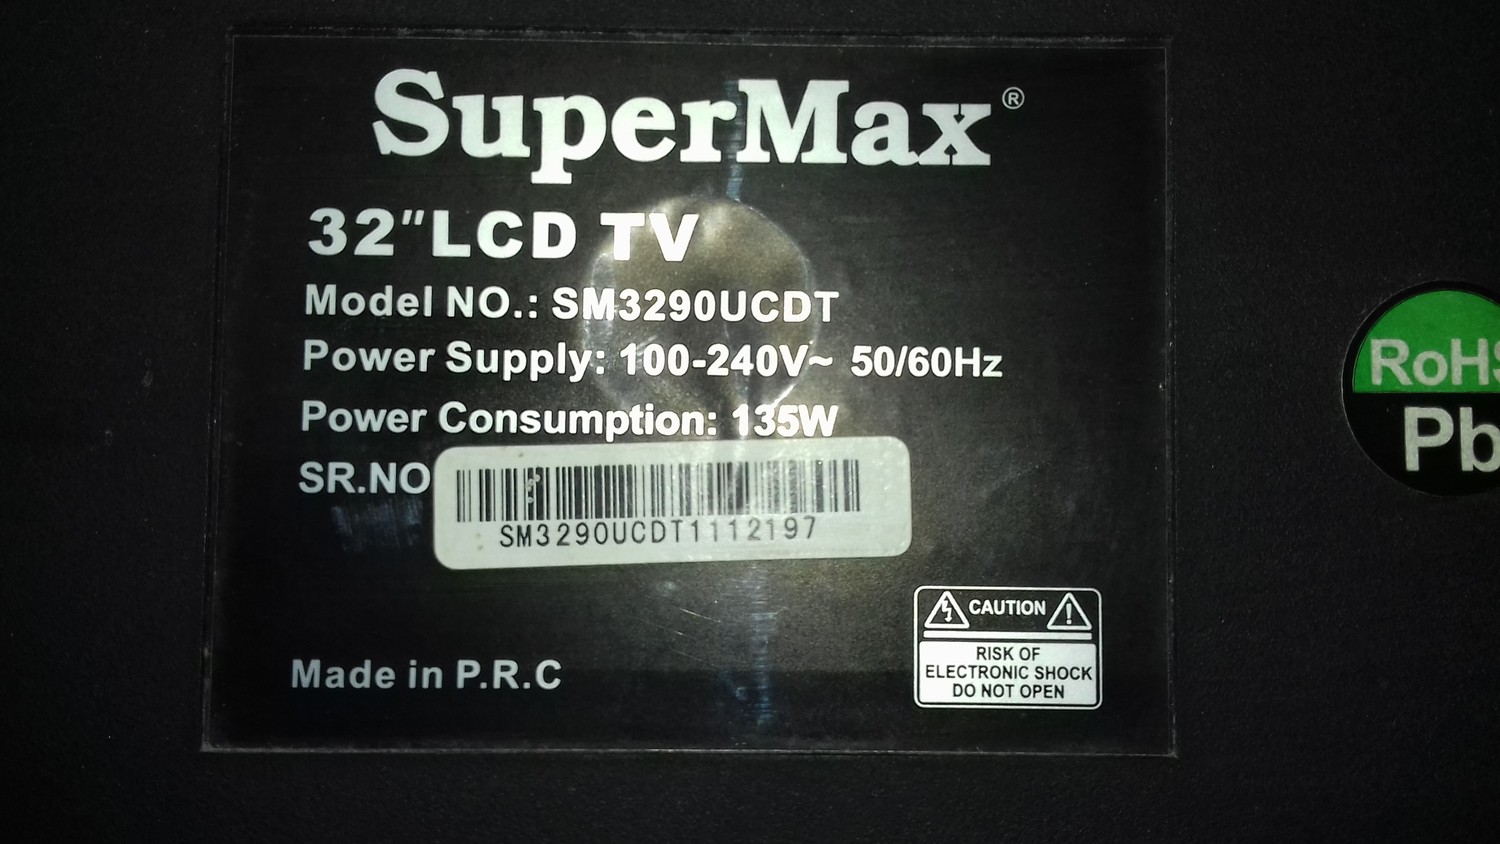 SuperMax®
32"LCD TV
Model NO.: SM3290UCDT
Power Supply: 100-240V~ 50/60Hz
Power Consumption: 135W
SR.NO
SM3290UCDT1112197
Made in P.R.C
CAUTION
RISK OF
ELECTRONIC SHOCK
DO NOT OPEN
RoHS
Pb